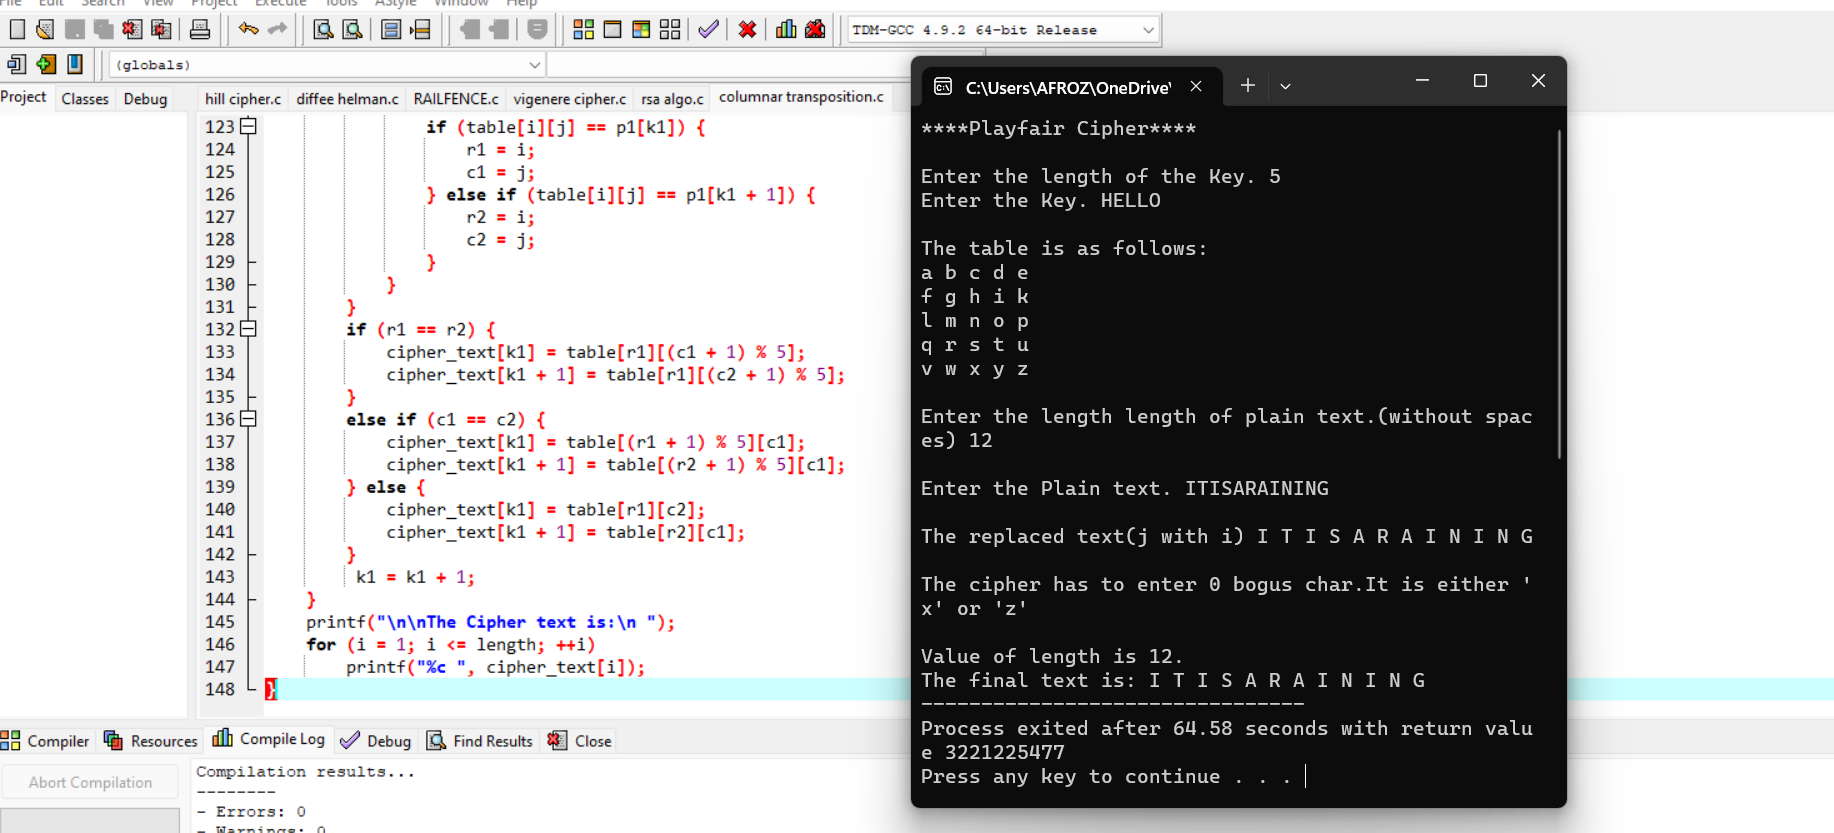 File Edit Search View Project Execute Tools AStyle Window Help
TDM-GCC 4.9.2 64-bit Release
(globals)
Project Classes Debug
hill cipher.c diffee helman.c RAILFENCE.c vigenere cipher.c rsa algo.c columnar transposition.c
123 if (table[i][j] == p1[k1]) {
124 r1 = i;
125 c1 = j;
126 } else if (table[i][j] == p1[k1 + 1]) {
127 r2 = i;
128 c2 = j;
129 }
130 }
131 }
132 if (r1 == r2) {
133 cipher_text[k1] = table[r1][(c1 + 1) % 5];
134 cipher_text[k1 + 1] = table[r1][(c2 + 1) % 5];
135 }
136 else if (c1 == c2) {
137 cipher_text[k1] = table[(r1 + 1) % 5][c1];
138 cipher_text[k1 + 1] = table[(r2 + 1) % 5][c1];
139 } else {
140 cipher_text[k1] = table[r1][c2];
141 cipher_text[k1 + 1] = table[r2][c1];
142 }
143 k1 = k1 + 1;
144 }
145 printf("\n\nThe Cipher text is:\n ");
146 for (i = 1; i <= length; ++i)
147 printf("%c ", cipher_text[i]);
148 }
Compiler Resources Compile Log Debug Find Results Close
Abort Compilation
Compilation results...
--------
- Errors: 0
- Warnings: 0
C:\Users\AFROZ\OneDrive\
****Playfair Cipher****
Enter the length of the Key. 5
Enter the Key. HELLO
The table is as follows:
a b c d e
f g h i k
l m n o p
q r s t u
v w x y z
Enter the length length of plain text.(without spac
es) 12
Enter the Plain text. ITISARAINING
The replaced text(j with i) I T I S A R A I N I N G
The cipher has to enter 0 bogus char.It is either '
x' or 'z'
Value of length is 12.
The final text is: I T I S A R A I N I N G
--------------------------------
Process exited after 64.58 seconds with return valu
e 3221225477
Press any key to continue . . .